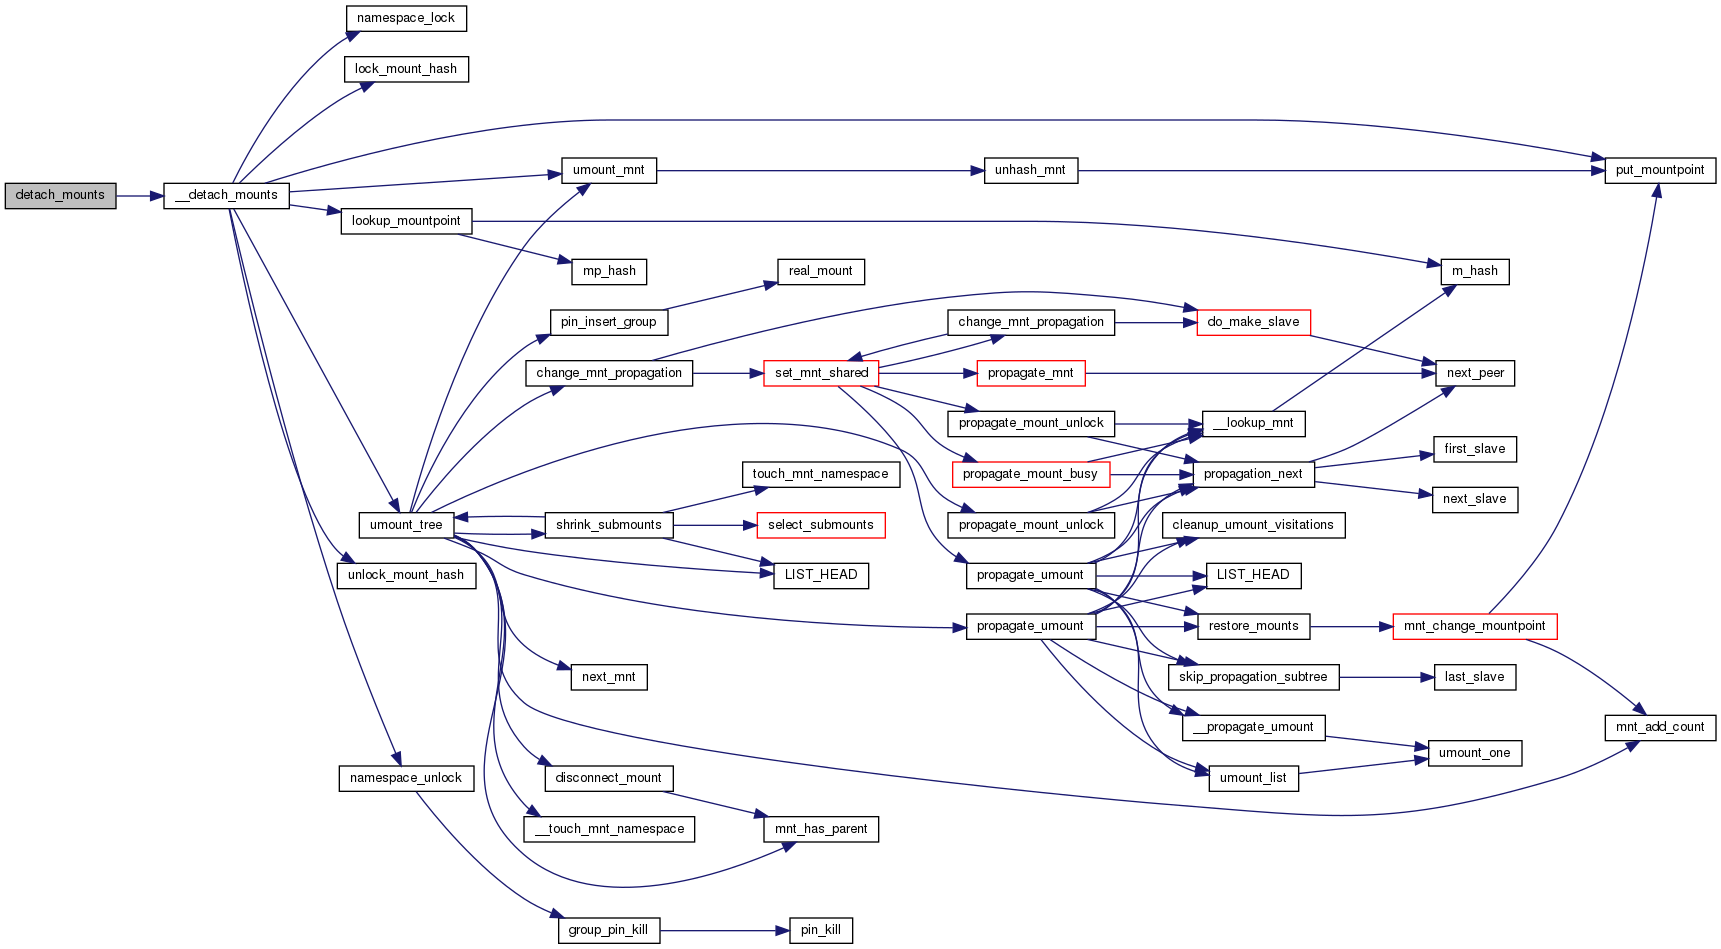 namespace_lock
lock_mount_hash
umount_mnt
unhash_mnt
put_mountpoint
detach_mounts
__detach_mounts
lookup_mountpoint
mp_hash
real_mount
m_hash
pin_insert_group
change_mnt_propagation
do_make_slave
change_mnt_propagation
set_mnt_shared
propagate_mnt
next_peer
propagate_mount_unlock
__lookup_mnt
first_slave
touch_mnt_namespace
propagate_mount_busy
propagation_next
next_slave
umount_tree
shrink_submounts
select_submounts
propagate_mount_unlock
cleanup_umount_visitations
unlock_mount_hash
LIST_HEAD
propagate_umount
LIST_HEAD
propagate_umount
restore_mounts
mnt_change_mountpoint
next_mnt
skip_propagation_subtree
last_slave
__propagate_umount
mnt_add_count
umount_one
namespace_unlock
disconnect_mount
umount_list
__touch_mnt_namespace
mnt_has_parent
group_pin_kill
pin_kill